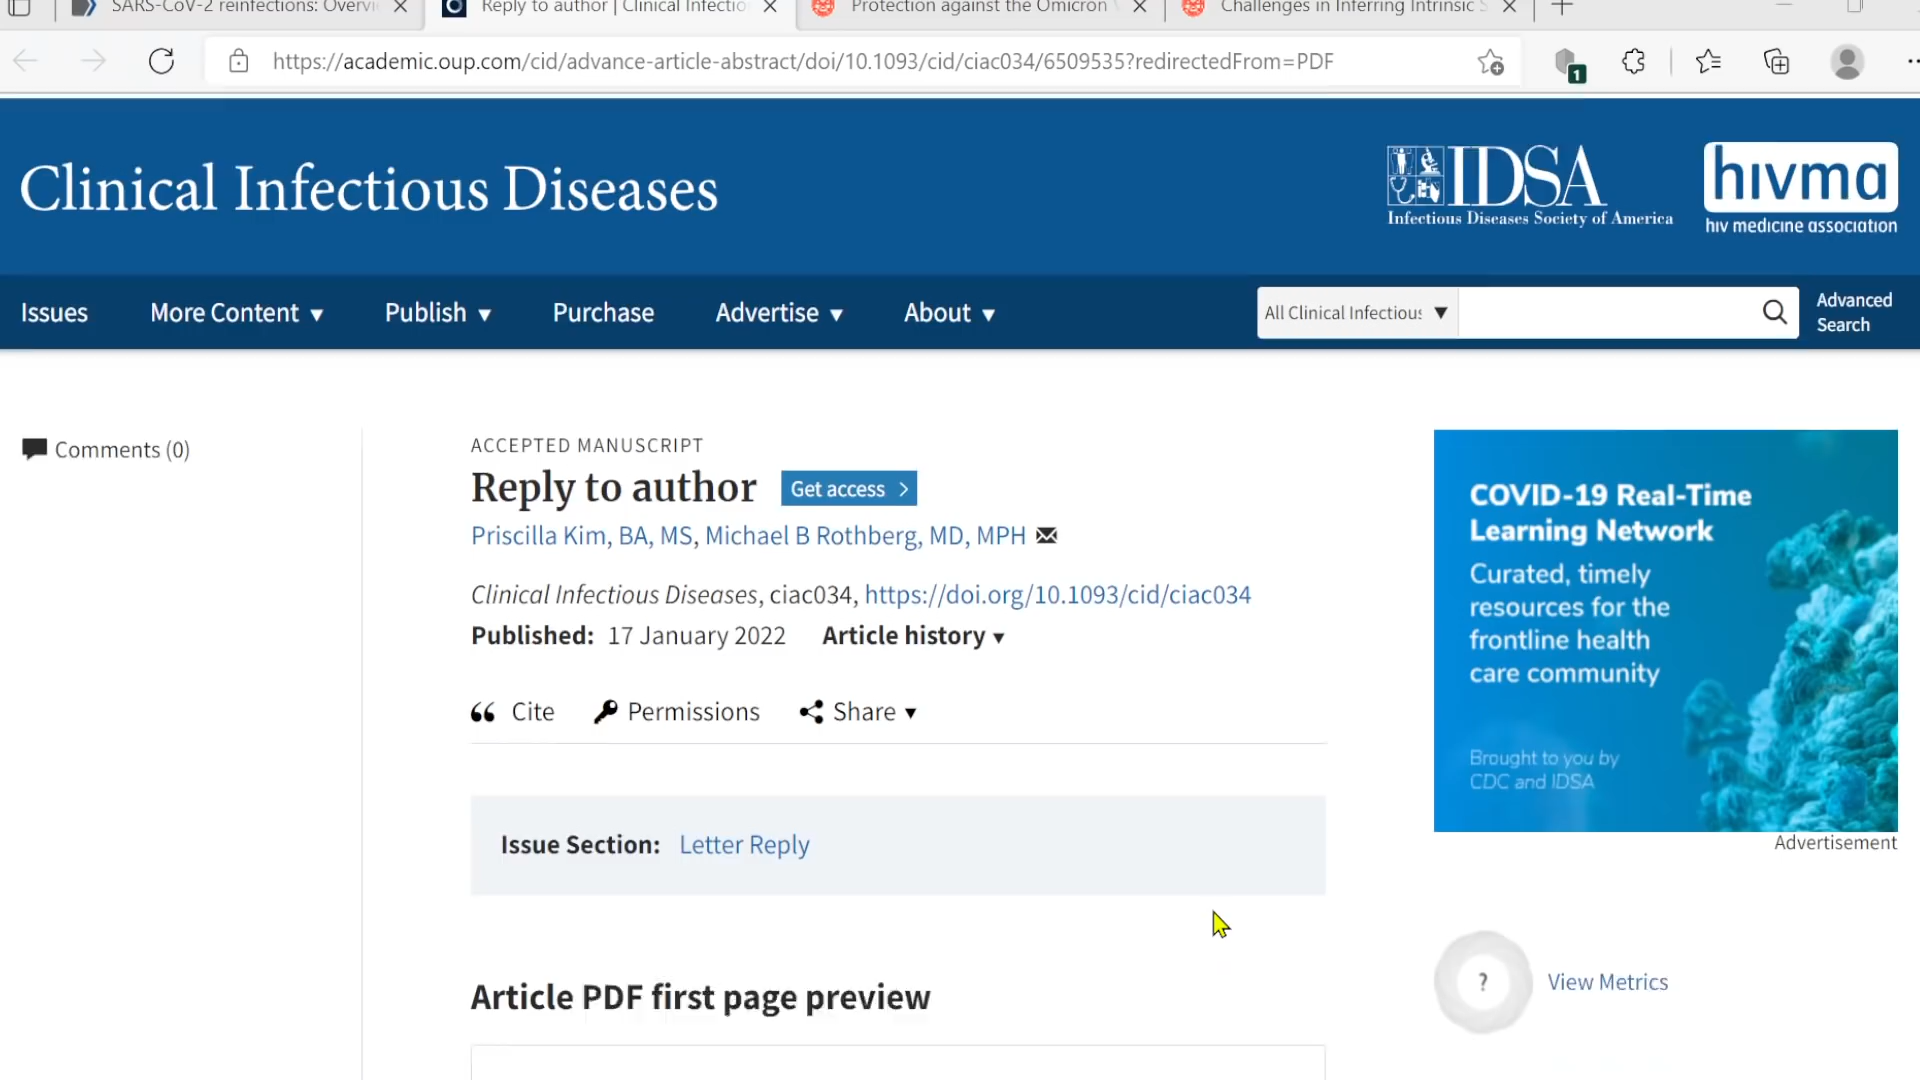 SARS-CoV-2 reinfections: Overvi
Reply to author | Clinical Infectio
Protection against the Omicron
Challenges in Inferring Intrinsic S
https://academic.oup.com/cid/advance-article-abstract/doi/10.1093/cid/ciac034/6509535?redirectedFrom=PDF
1
Clinical Infectious Diseases
IDSA
Infectious Diseases Society of America
hivma
hiv medicine association
Issues
More Content
Publish
Purchase
Advertise
About
All Clinical Infectious
Advanced
Search
Comments (0)
ACCEPTED MANUSCRIPT
Reply to author
Get access
Priscilla Kim, BA, MS, Michael B Rothberg, MD, MPH
Clinical Infectious Diseases, ciac034, https://doi.org/10.1093/cid/ciac034
Published: 17 January 2022 Article history
Cite
Permissions
Share
Issue Section: Letter Reply
Article PDF first page preview
COVID-19 Real-Time
Learning Network
Curated, timely
resources for the
frontline health
care community
Brought to you by
CDC and IDSA
Advertisement
?
View Metrics